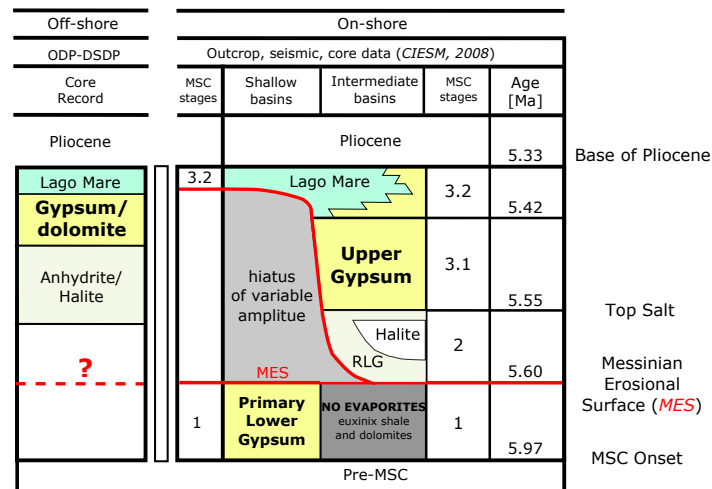 Off-shore
On-shore
ODP-DSDP
Outcrop, seismic, core data (CIESM, 2008)
Core
Record
MSC
stages
Shallow
basins
Intermediate
basins
MSC
stages
Age
[Ma]
Pliocene
Pliocene
5.33
Base of Pliocene
Lago Mare
3.2
Lago Mare
3.2
5.42
Gypsum/
dolomite
Anhydrite/
Halite
hiatus
of variable
amplitue
Upper
Gypsum
3.1
5.55
Top Salt
Halite
RLG
2
5.60
?
MES
Messinian
Erosional
Surface (MES)
1
Primary
Lower
Gypsum
NO EVAPORITES
euxinix shale
and dolomites
1
5.97
MSC Onset
Pre-MSC